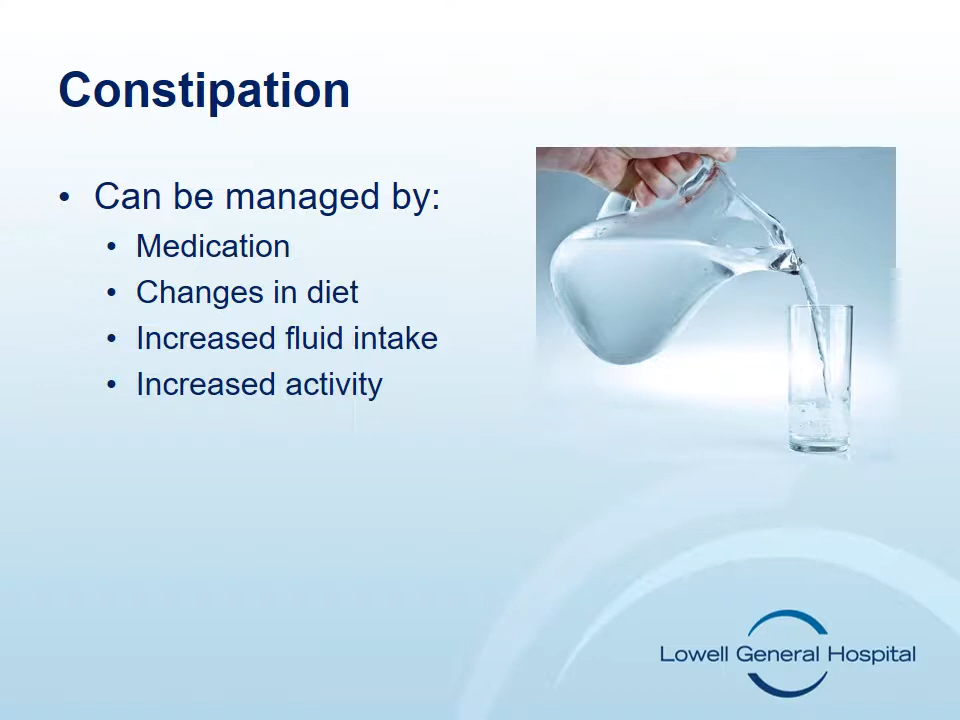 Constipation
• Can be managed by:
• Medication
• Changes in diet
• Increased fluid intake
• Increased activity
Lowell General Hospital